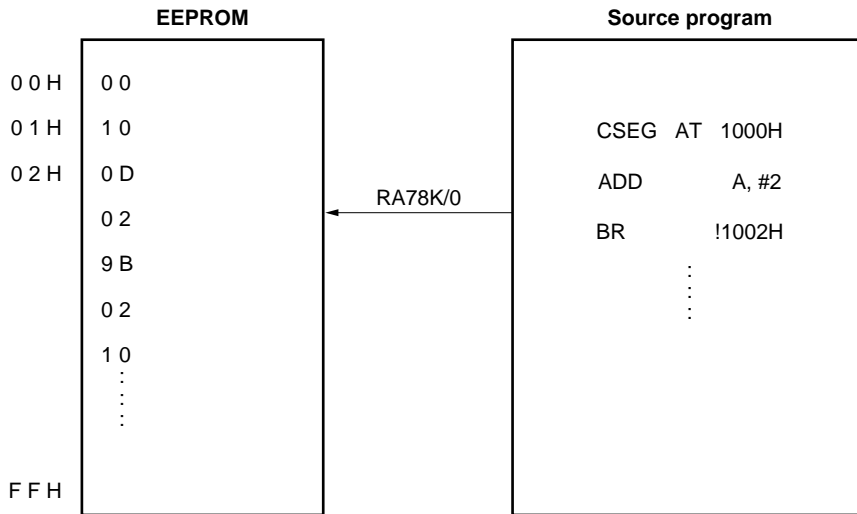 EEPROM
Source program
0 0 H 0 0
0 1 H 1 0
CSEG AT 1000H
0 2 H 0 D
ADD A, #2
RA78K/0
0 2
BR !1002H
9 B
0 2
1 0
F F H